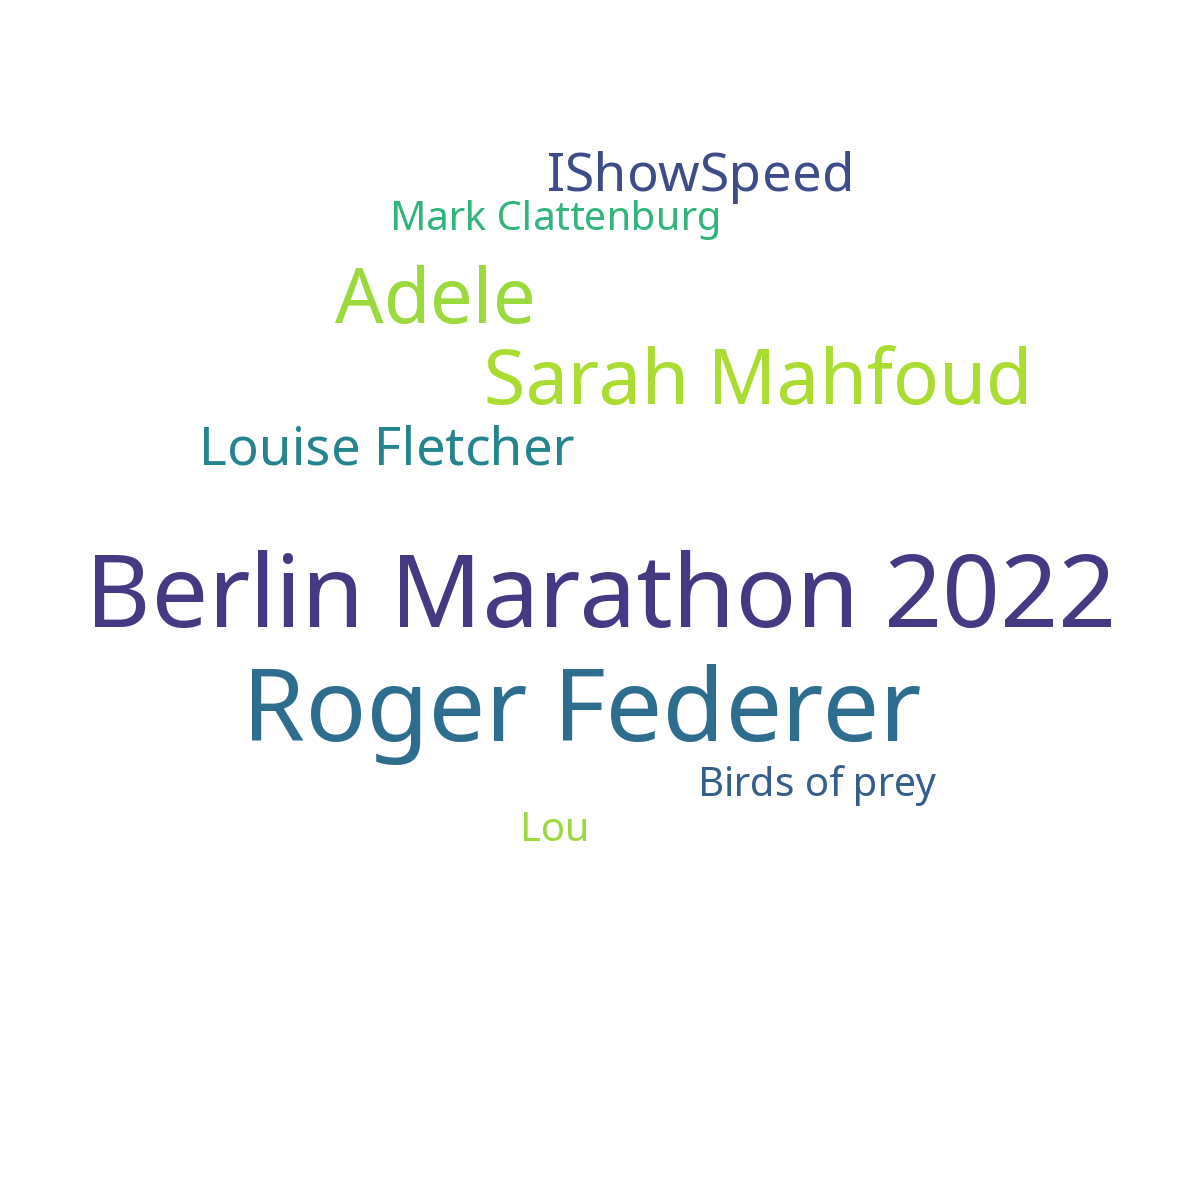 IShowSpeed
Mark Clattenburg
Adele
Sarah Mahfoud
Louise Fletcher
Berlin Marathon 2022
Roger Federer
Birds of prey
Lou